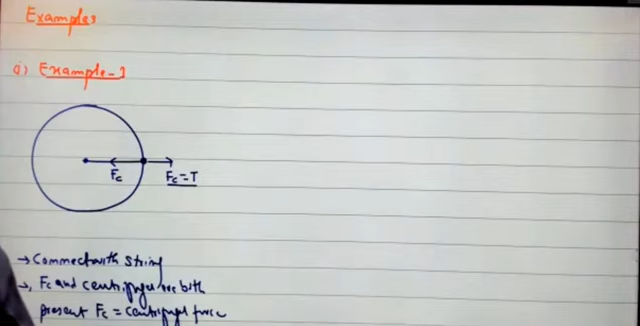 Examples
i) Example-1
Fc
Fc=T
→ Connect with string
→ Fc and centrifugal are both
present Fc = centrifugal force